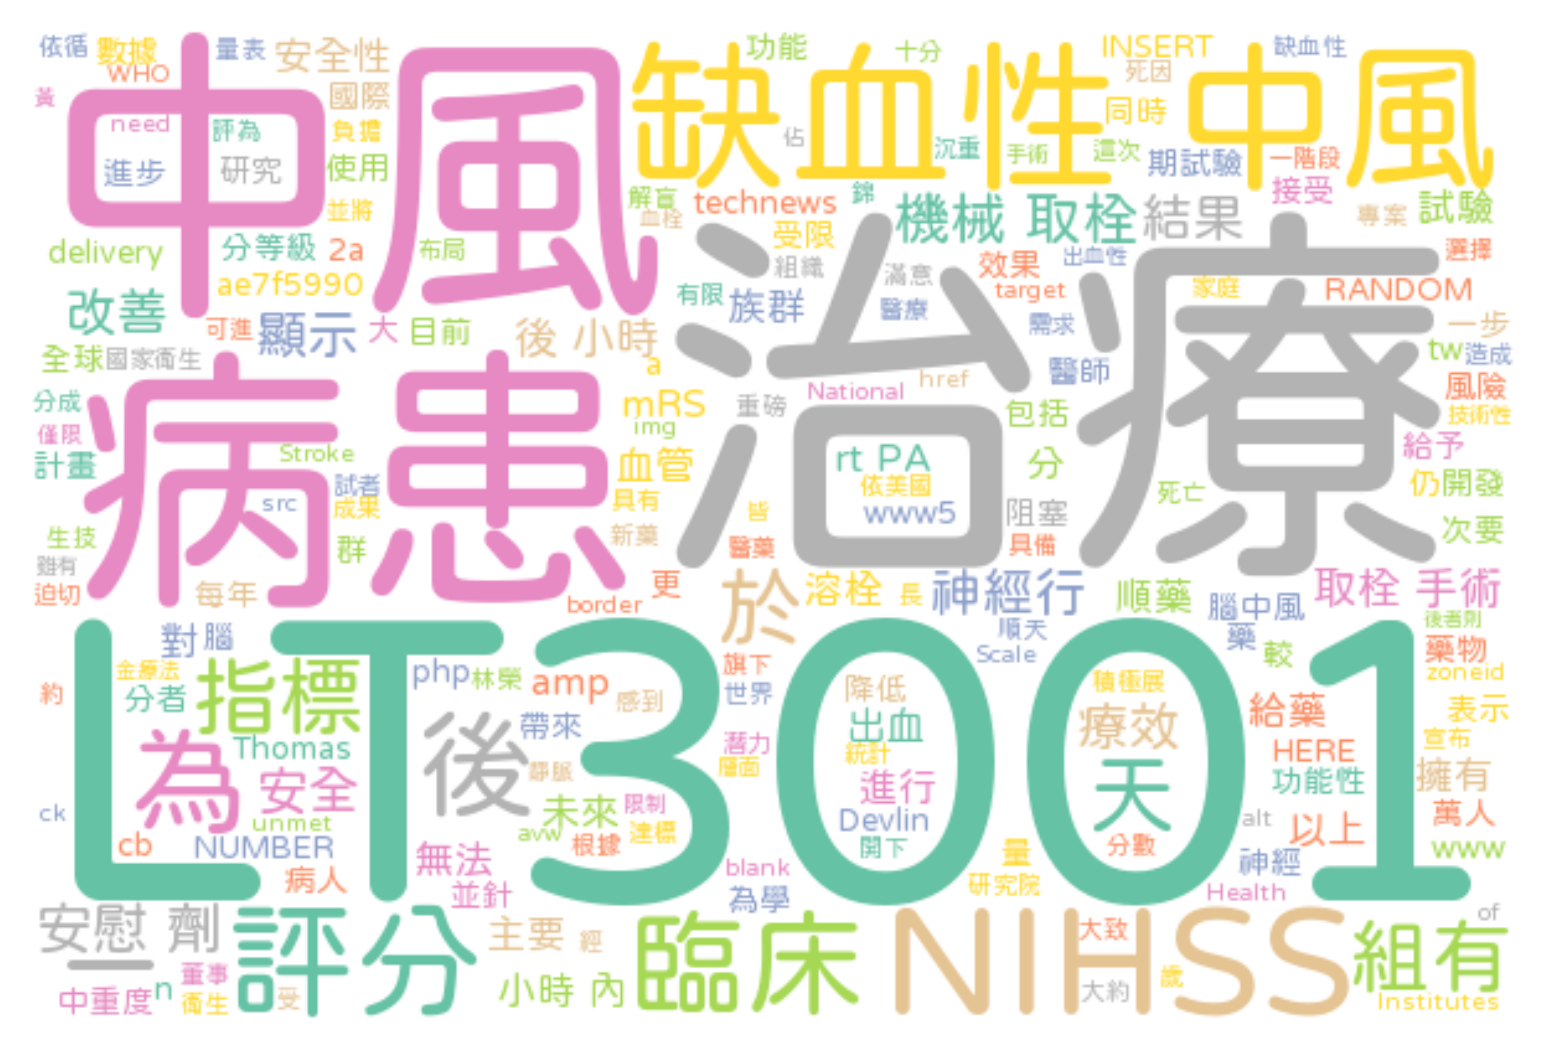 依循 數據 量表 安全性 功能 十分 INSERT 缺血性
WHO 死因
中風 缺血性 中風
黃 國際 同時
need 評為 負擔 佔 沉重 手術 這次 期試驗 一階段
進步 研究 使用 接受
並將 解盲 technews 錦 機械 取栓 結果 專案 試驗
血栓
delivery 分等級 2a 布局 受限 出血性 選擇
治療
ae7f5990 組織 滿意 效果
改善 有限 族群 醫療 target 家庭 RANDOM
可進 顯示 大 目前 後 小時 需求 一步
全球 國家衛生 a 醫師 tw 造成
病患
分成 mRS 重磅 National href 包括 風險
僅限 img 技術性
計畫 Stroke 血管 rt PA 分 給予
src 試者 具有 依美國 死亡 仍 開發
成果 皆 www5 阻塞
生技 群 新藥 醫藥 具備 次要
雖有
迫切 每年 border 更 於 溶栓 長 神經行 順藥 腦中風 取栓 手術
LT3001
對 腦 順天 藥 後者則
Scale 較 藥物
金療法 指標 php 林榮 amp 旗下 積極展 zoneid
約 分者 感到 世界 降低 給藥 表示
為 Thomas 後 帶來 潛力 出血 療效 HERE 宣布
安全 靜脈 層面 統計 進行 天 功能性 擁有
ck unmet 未來 限制 Devlin alt 以上 萬人
cb NUMBER avw 根據 達標 開下 量 分數 神經 www
病人 無法 並針 blank 為學 研究院 Health
安慰 劑 評分 主要 經 臨床 NIHSS 大致 組有 of
一 董事
中重度 n 衛生 受 小時 內 大約 歲 Institutes